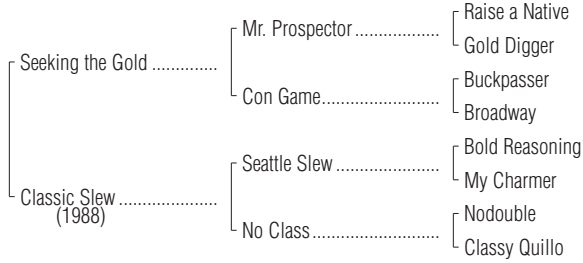 Raise a Native
Mr. Prospector ..................
Gold Digger
Seeking the Gold ..............
Buckpasser
Con Game.........................
Broadway
Bold Reasoning
Seattle Slew ......................
My Charmer
Classic Slew .....................
(1988)
Nodouble
No Class...........................
Classy Quillo